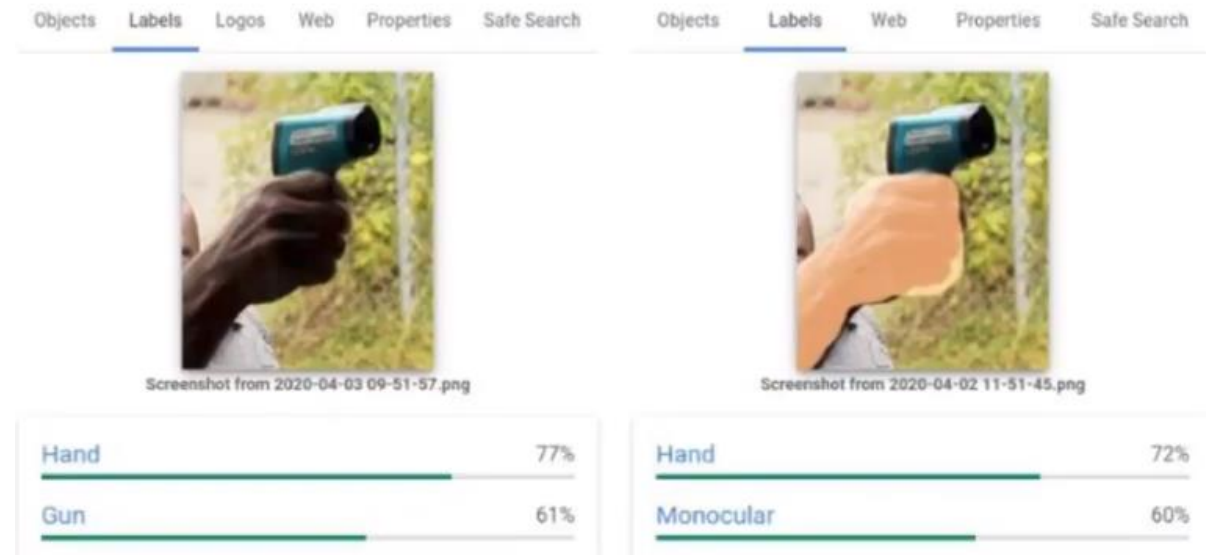 Objects Labels Logos Web Properties Safe Search
Screenshot from 2020-04-03 09-51-57.png
Hand 77%
Gun 61%
Objects Labels Web Properties Safe Search
Screenshot from 2020-04-02 11-51-45.png
Hand 72%
Monocular 60%